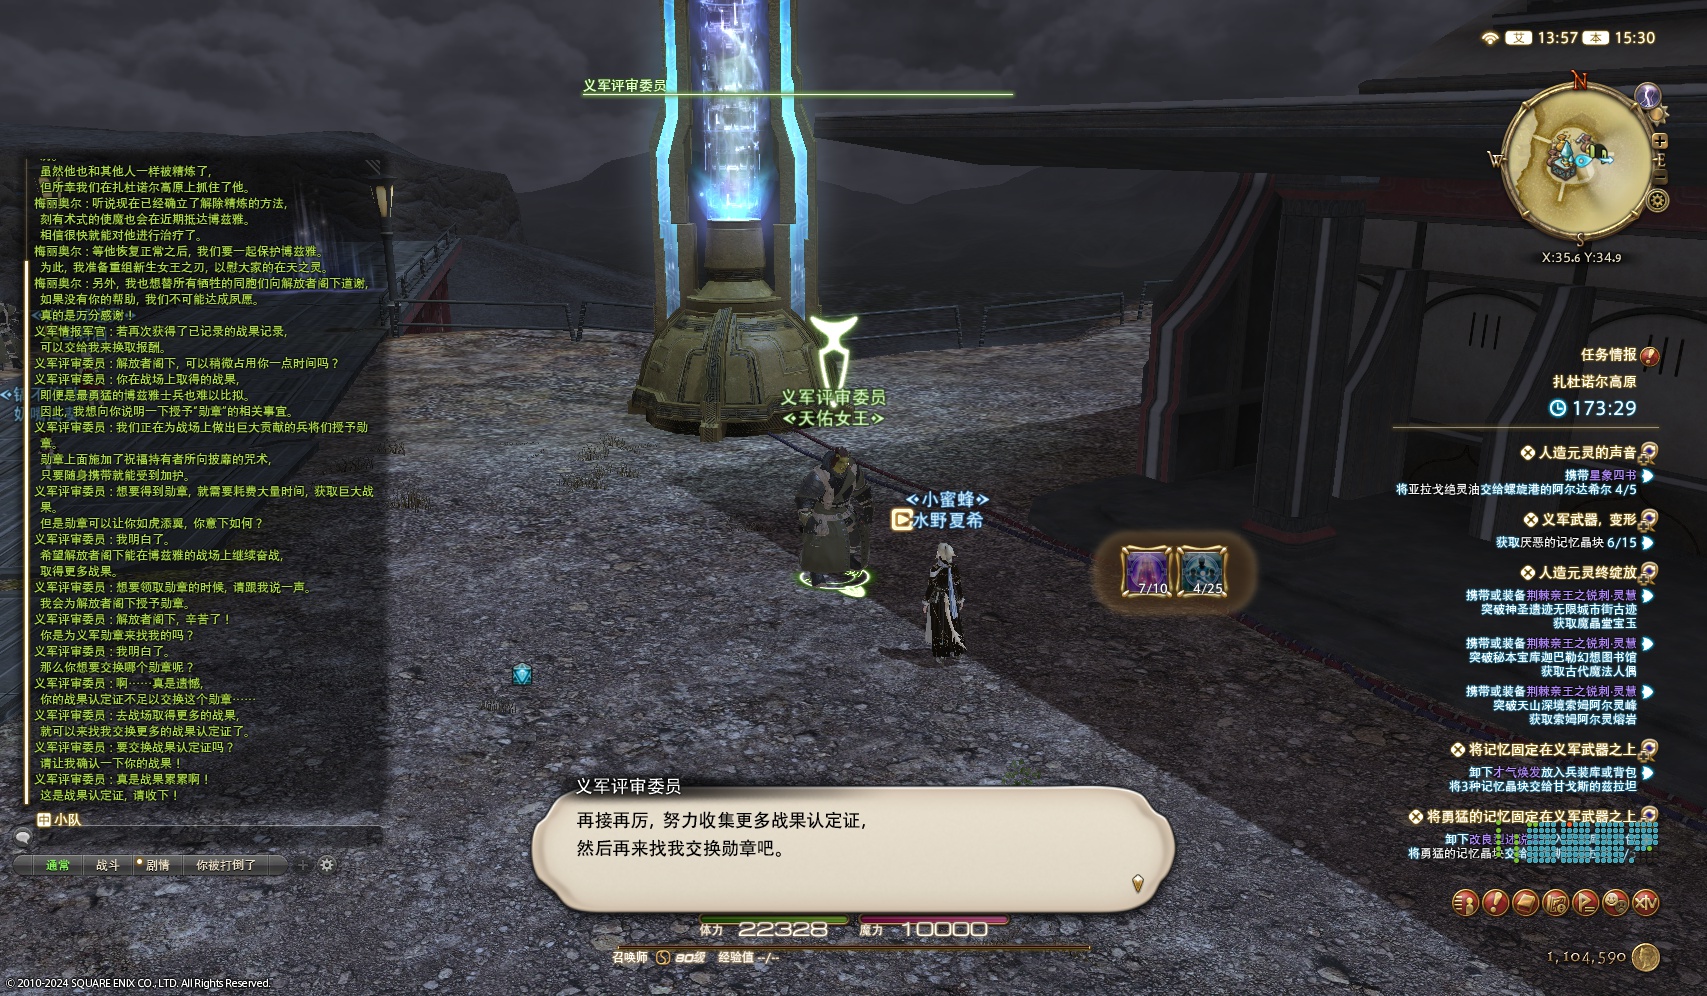 义军评审委员
艾 13:57 本 15:30
N
W
E
S
X:35.6 Y:34.9
虽然他也和其他人一样被精炼了,
但所幸我们在扎杜诺尔高原上抓住了他。
梅丽奥尔：听说现在已经确立了解除精炼的方法,
刻有术式的使魔也会在近期抵达博兹雅。
相信很快就能对他进行治疗了。
梅丽奥尔：等他恢复正常之后, 我们要一起保护博兹雅。
为此, 我准备重组新生女王之刃, 以慰大家的在天之灵。
梅丽奥尔：另外, 我也想替所有牺牲的同胞们向解放者阁下道谢,
如果没有你的帮助, 我们不可能达成夙愿。
真的是万分感谢！
义军情报军官：若再次获得了已记录的战果记录,
可以交给我来换取报酬。
义军评审委员：解放者阁下, 可以稍微占用你一点时间吗？
义军评审委员：你在战场上取得的战果,
即便是最勇猛的博兹雅士兵也难以比拟。
因此, 我想向你说明一下授予“勋章”的相关事宜。
义军评审委员：我们正在为战场上做出巨大贡献的兵将们授予勋
章。
勋章上面施加了祝福持有者所向披靡的咒术,
只要随身携带就能受到加护。
义军评审委员：想要得到勋章, 就需要耗费大量时间, 获取巨大战
果。
但是勋章可以让你如虎添翼, 你意下如何？
义军评审委员：我明白了。
希望解放者阁下能在博兹雅的战场上继续奋战,
取得更多战果。
义军评审委员：想要领取勋章的时候, 请跟我说一声。
我会为解放者阁下授予勋章。
义军评审委员：解放者阁下, 辛苦了！
你是为义军勋章来找我的吗？
义军评审委员：我明白了。
那么你想要交换哪个勋章呢？
义军评审委员：啊……真是遗憾,
你的战果认定证不足以交换这个勋章……
义军评审委员：去战场取得更多的战果,
就可以来找我交换更多的战果认定证了。
义军评审委员：要交换战果认定证吗？
请让我确认一下你的战果！
义军评审委员：真是战果累累啊！
这是战果认定证, 请收下！
小队
通常 战斗 剧情 你被打倒了
义军评审委员
天佑女王
小蜜蜂
水野夏希
7/10 4/25
任务情报
扎杜诺尔高原
173:29
人造元灵的声音
携带星象四书
将亚拉戈绝灵油交给螺旋港的阿尔达希尔 4/5
义军武器，变形
获取厌恶的记忆晶块 6/15
人造元灵终绽放
携带或装备荆棘亲王之锐刺·灵慧
突破神圣遗迹无限城市街古迹
获取魔晶堂宝玉
携带或装备荆棘亲王之锐刺·灵慧
突破秘本宝库迦巴勒幻想图书馆
获取古代魔法人偶
携带或装备荆棘亲王之锐刺·灵慧
突破天山深境索姆阿尔灵峰
获取索姆阿尔灵熔岩
将记忆固定在义军武器之上
卸下才气焕发放入兵装库或背包
将3种记忆晶块交给甘戈斯的兹拉坦
将勇猛的记忆固定在义军武器之上
卸下改良
将勇猛的记忆晶块交给
义军评审委员
再接再厉, 努力收集更多战果认定证,
然后再来找我交换勋章吧。
体力 22328 魔力 10000
召唤师 80级 经验值 --/--
1,104,590
© 2010-2024 SQUARE ENIX CO., LTD. All Rights Reserved.